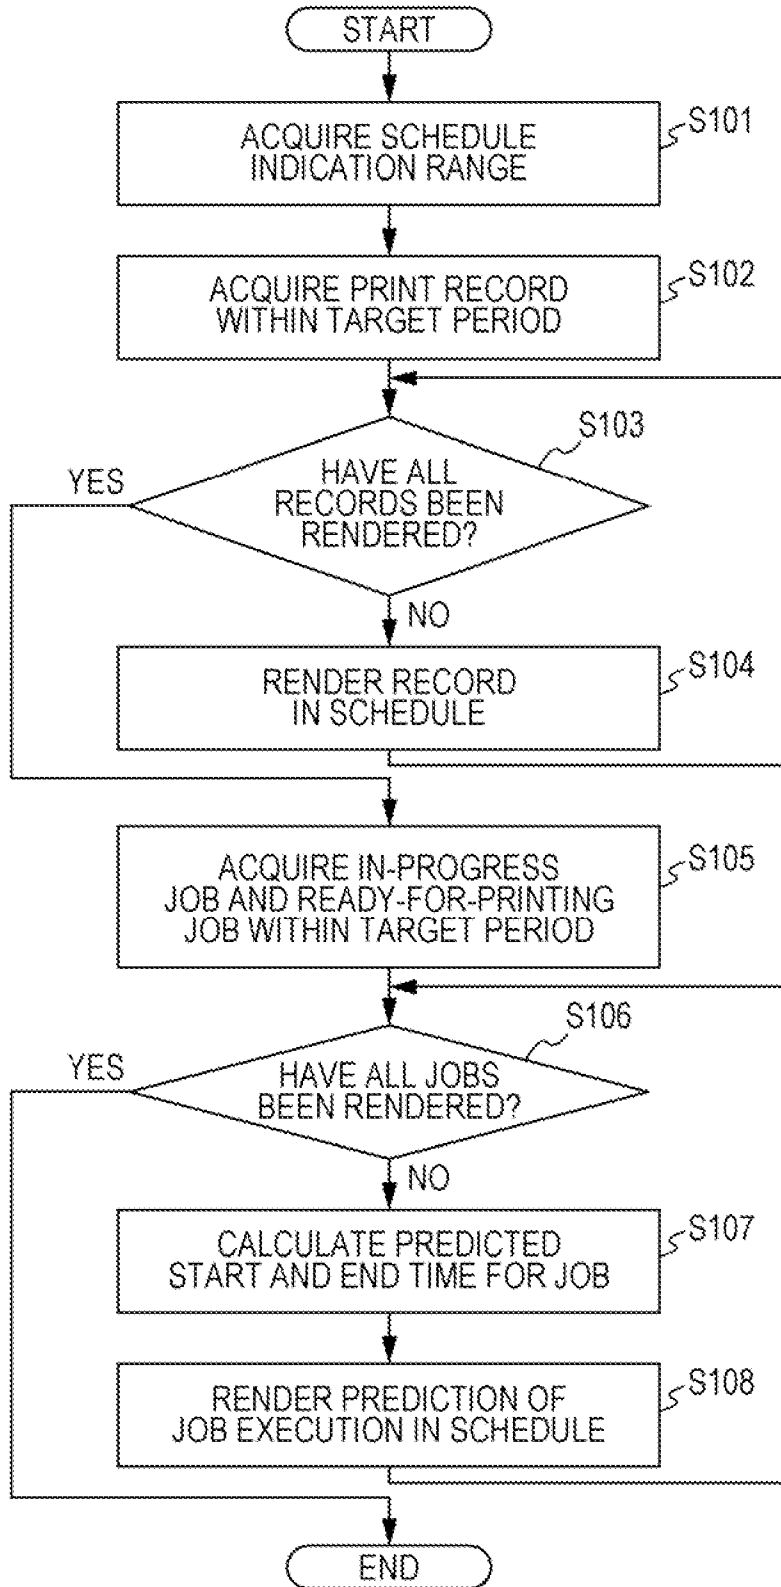 START
ACQUIRE SCHEDULE
INDICATION RANGE
S101
ACQUIRE PRINT RECORD
WITHIN TARGET PERIOD
S102
S103
HAVE ALL
RECORDS BEEN
RENDERED?
YES
NO
RENDER RECORD
IN SCHEDULE
S104
ACQUIRE IN-PROGRESS
JOB AND READY-FOR-PRINTING
JOB WITHIN TARGET PERIOD
S105
S106
HAVE ALL JOBS
BEEN RENDERED?
YES
NO
CALCULATE PREDICTED
START AND END TIME FOR JOB
S107
RENDER PREDICTION OF
JOB EXECUTION IN SCHEDULE
S108
END